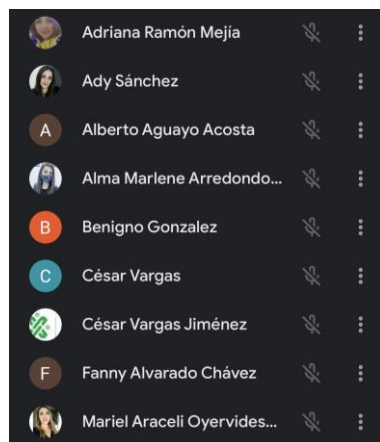 Adriana Ramón Mejía
Ady Sánchez
A Alberto Aguayo Acosta
Alma Marlene Arredondo...
B Benigno Gonzalez
C César Vargas
César Vargas Jiménez
F Fanny Alvarado Chávez
Mariel Araceli Oyervides...